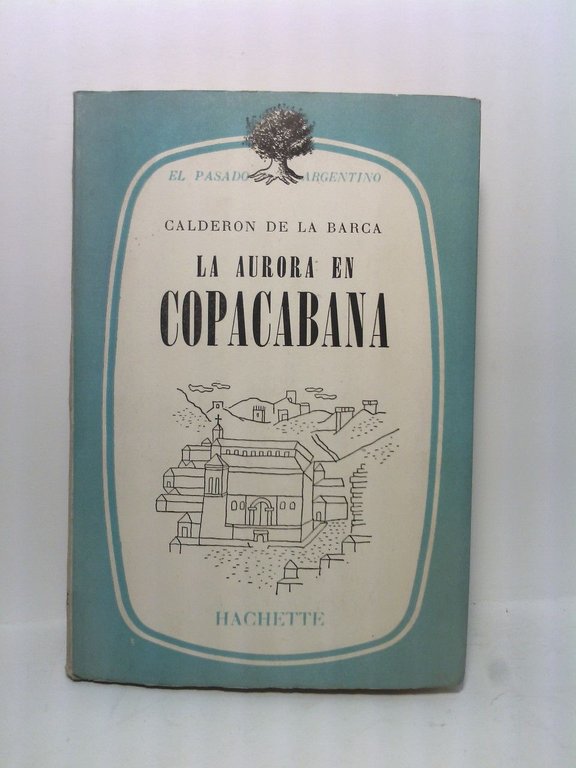 EL PASADO ARGENTINO
CALDERON DE LA BARCA
LA AURORA EN
COPACABANA
HACHETTE